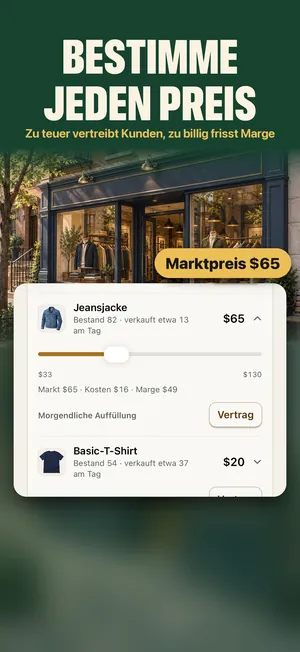 BESTIMME
JEDEN PREIS
Zu teuer vertreibt Kunden, zu billig frisst Marge
Marktpreis $65
Jeansjacke
Bestand 82 · verkauft etwa 13
am Tag
$65
$33
$130
Markt $65 · Kosten $16 · Marge $49
Morgendliche Auffüllung
Vertrag
Basic-T-Shirt
Bestand 54 · verkauft etwa 37
am Tag
$20